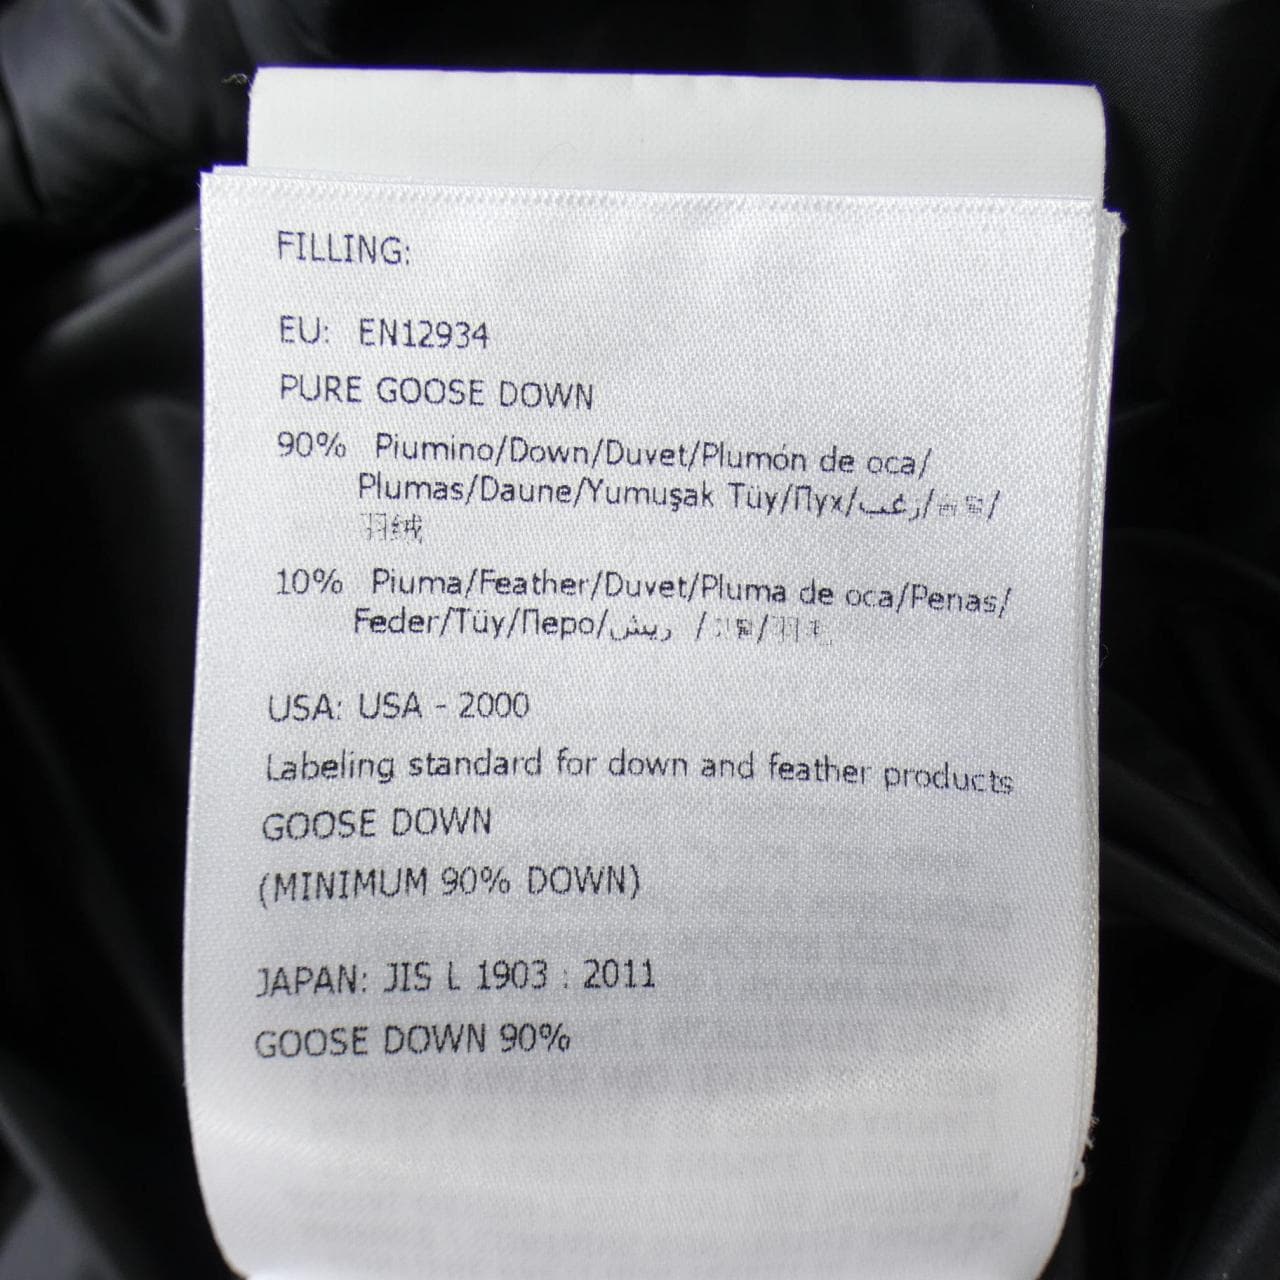 FILLING:
EU: EN12934
PURE GOOSE DOWN
90% Piumino/Down/Duvet/Plumón de oca/
Plumas/Daune/Yumuşak Tüy/Пух/زغب/
羽绒
10% Piuma/Feather/Duvet/Pluma de oca/Penas/
Feder/Tüy/Перо/ريش /
USA: USA - 2000
Labeling standard for down and feather products
GOOSE DOWN
(MINIMUM 90% DOWN)
JAPAN: JIS L 1903 : 2011
GOOSE DOWN 90%